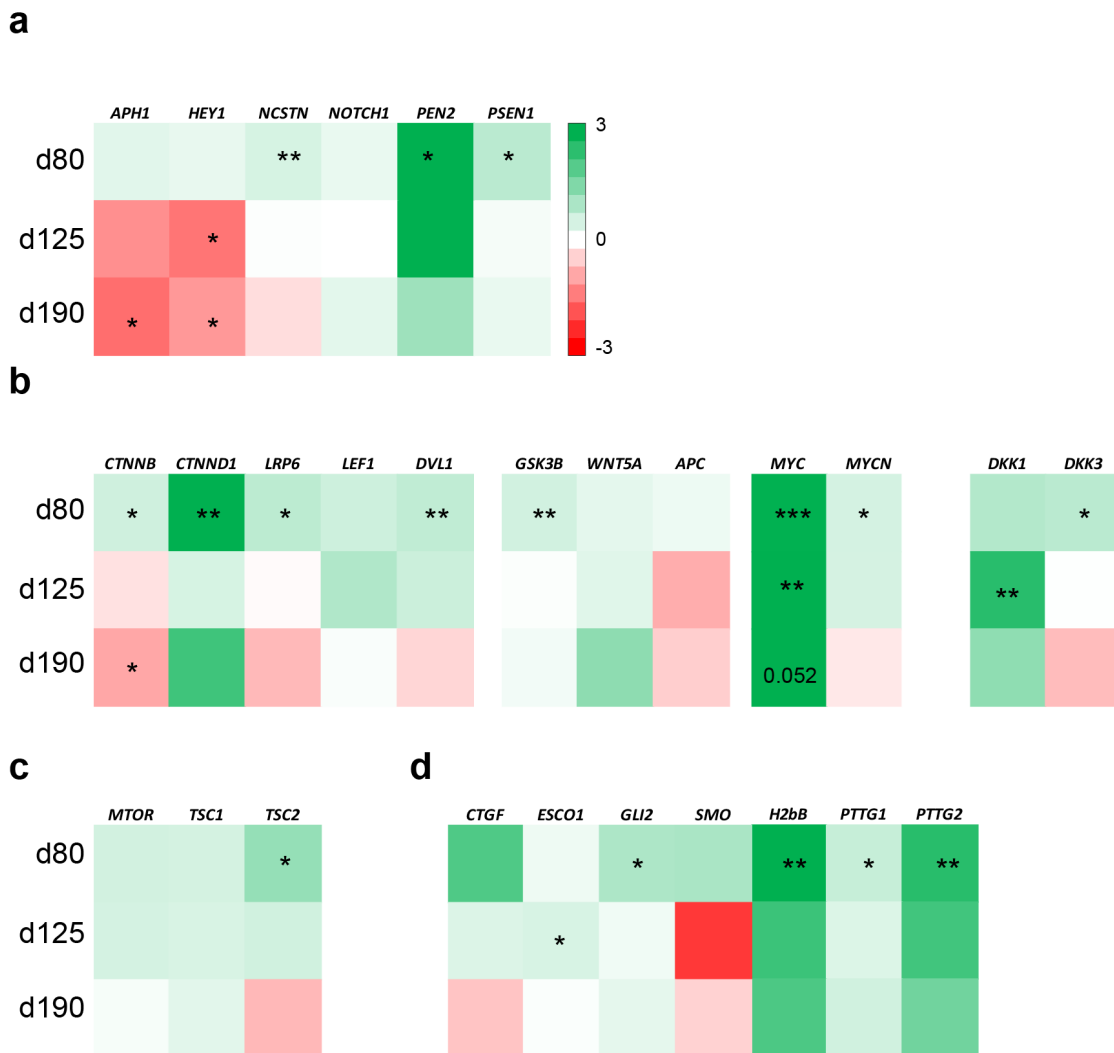 a
APH1 HEY1 NCSTN NOTCH1 PEN2 PSEN1
3
d80 ** * *
d125 * 0
d190 * *
-3
b
CTNNB CTNND1 LRP6 LEF1 DVL1 GSK3B WNT5A APC MYC MYCN DKK1 DKK3
d80 * ** * ** ** *** * *
d125 ** **
d190 * 0.052
c d
MTOR TSC1 TSC2 CTGF ESCO1 GLI2 SMO H2bB PTTG1 PTTG2
d80 * * ** * **
d125 *
d190